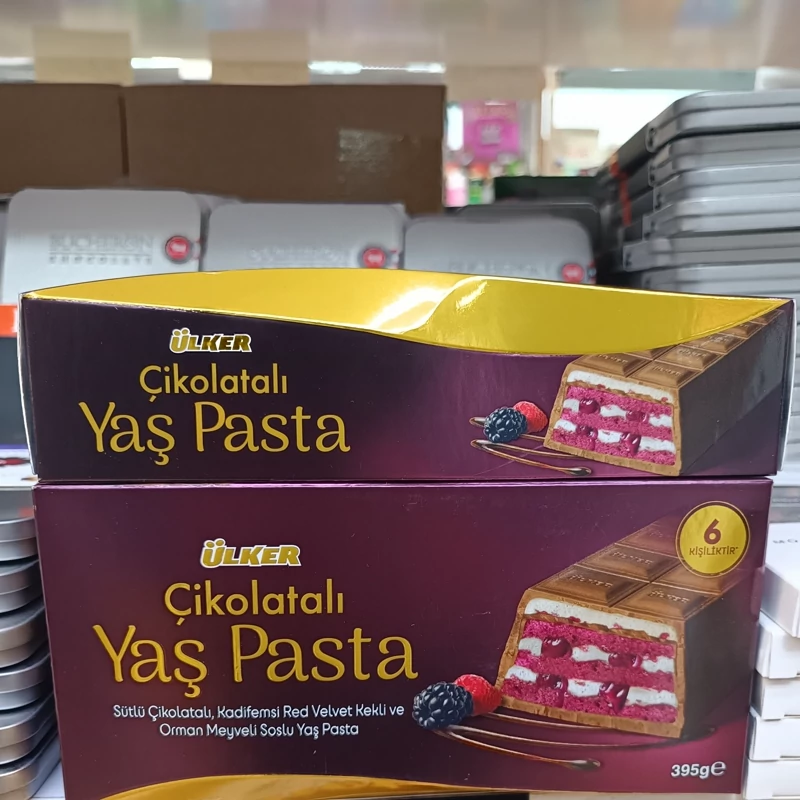 ÜLKER
Çikolatalı
Yaş Pasta
ÜLKER
Çikolatalı
Yaş Pasta
Sütlü Çikolatalı, Kadifemsi Red Velvet Kekli ve
Orman Meyveli Soslu Yaş Pasta
6
KİŞİLİKTİR*
395g℮